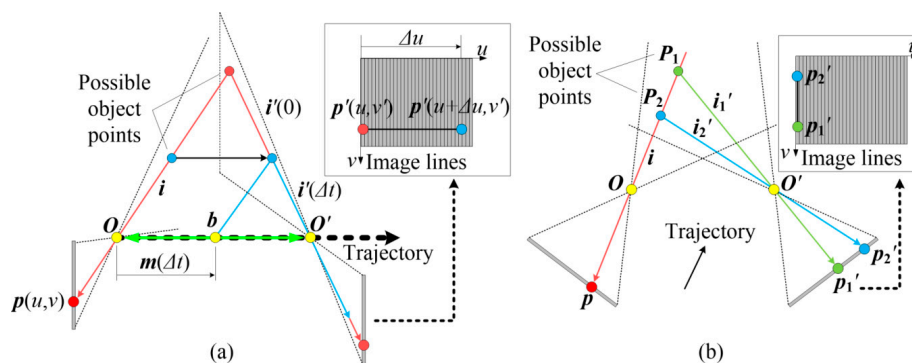 Possible
object
points
i'(0)
i
i'(Δt)
O
b
O'
Trajectory
m(Δt)
p(u,v)
(a)
Δu
u
p'(u,v')
p'(u+Δu,v')
v
Image lines
Possible
object
points
P₁
P₂
i₁'
i₂'
i
O
O'
Trajectory
p
p₁'
p₂'
(b)
p₂'
p₁'
v
Image lines